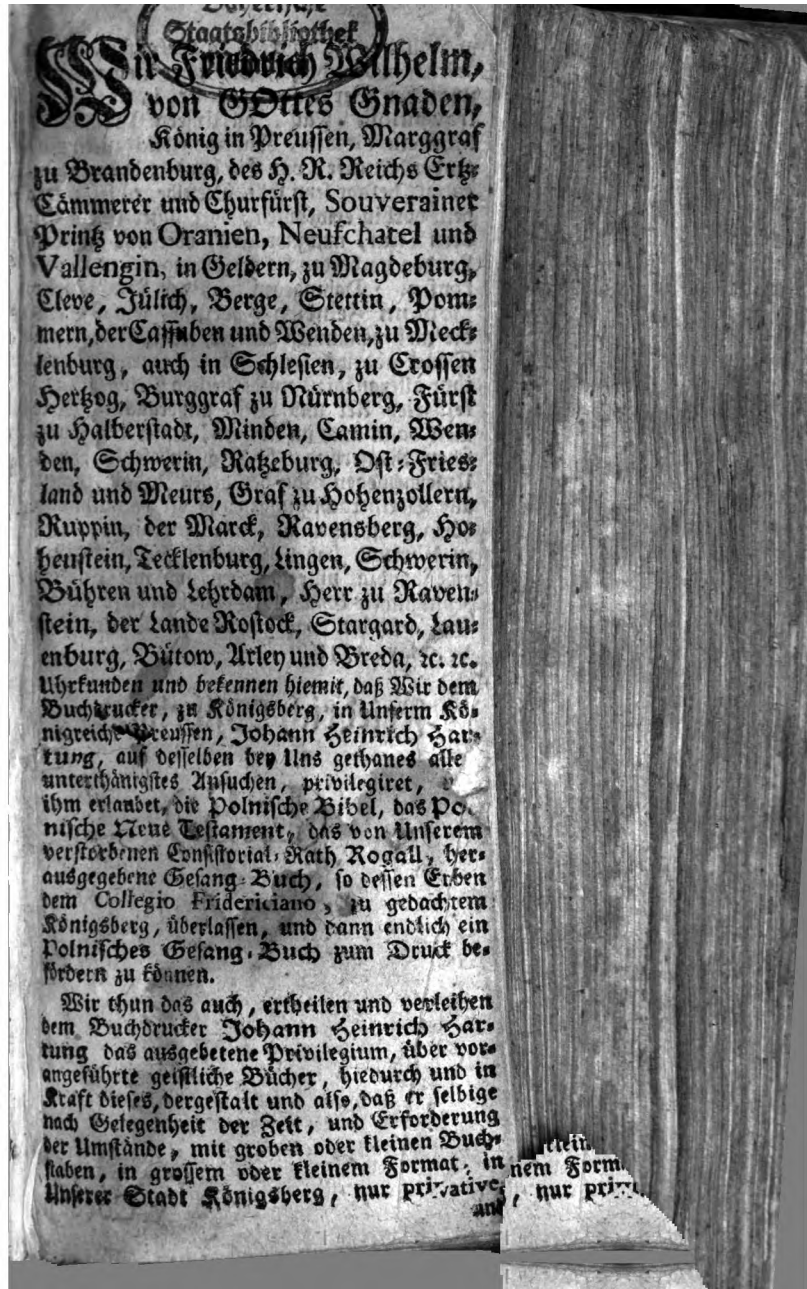 Bayerische
Staatsbibliothek
Wir Friedrich Wilhelm,
von GOttes Gnaden,
König in Preussen, Marggraf
zu Brandenburg, des H. R. Reichs Ertz-
Cämmerer und Churfürst, Souverainer
Printz von Oranien, Neufchatel und
Vallengin, in Geldern, zu Magdeburg,
Cleve, Jülich, Berge, Stettin, Pom-
mern, der Cassuben und Wenden, zu Meck-
lenburg, auch in Schlesien, zu Crossen
Hertzog, Burggraf zu Nürnberg, Fürst
zu Halberstadt, Minden, Camin, Wen-
den, Schwerin, Ratzeburg, Ost-Fries-
land und Meurs, Graf zu Hohenzollern,
Ruppin, der Marck, Ravensberg, Ho-
henstein, Tecklenburg, Lingen, Schwerin,
Bühren und Lehrdam, Herr zu Raven-
stein, der Lande Rostock, Stargard, Lau-
enburg, Bütow, Arley und Breda, ꝛc. ꝛc.
Uhrkunden und bekennen hiemit, daß Wir dem
Buchdrucker, zu Königsberg, in Unserm Kö-
nigreich Preussen, Johann Heinrich Har-
tung, auf desselben bey Uns gethanes alle
unterthänigstes Ansuchen, privilegiret,
ihm erlaubet, die Polnische Bibel, das Po
nische Neue Testament, das von Unserem
verstorbenen Consistorial-Rath Rogall, her-
ausgegebene Gesang-Buch, so dessen Erben
dem Collegio Fridericiano, zu gedachtem
Königsberg, überlassen, und dann endlich ein
Polnisches Gesang-Buch zum Druck be-
fördern zu können.
Wir thun das auch, ertheilen und verleihen
dem Buchdrucker Johann Heinrich Har-
tung das ausgebetene Privilegium, über vor-
angeführte geistliche Bücher, hiedurch und in
Kraft dieses, dergestalt und also, daß er selbige
nach Gelegenheit der Zeit, und Erforderung
der Umstände, mit groben oder kleinen Buch-
staben, in grossem oder kleinem Format, in
Unserer Stadt Königsberg, nur privative,
und
klein
nem Form
, nur priv